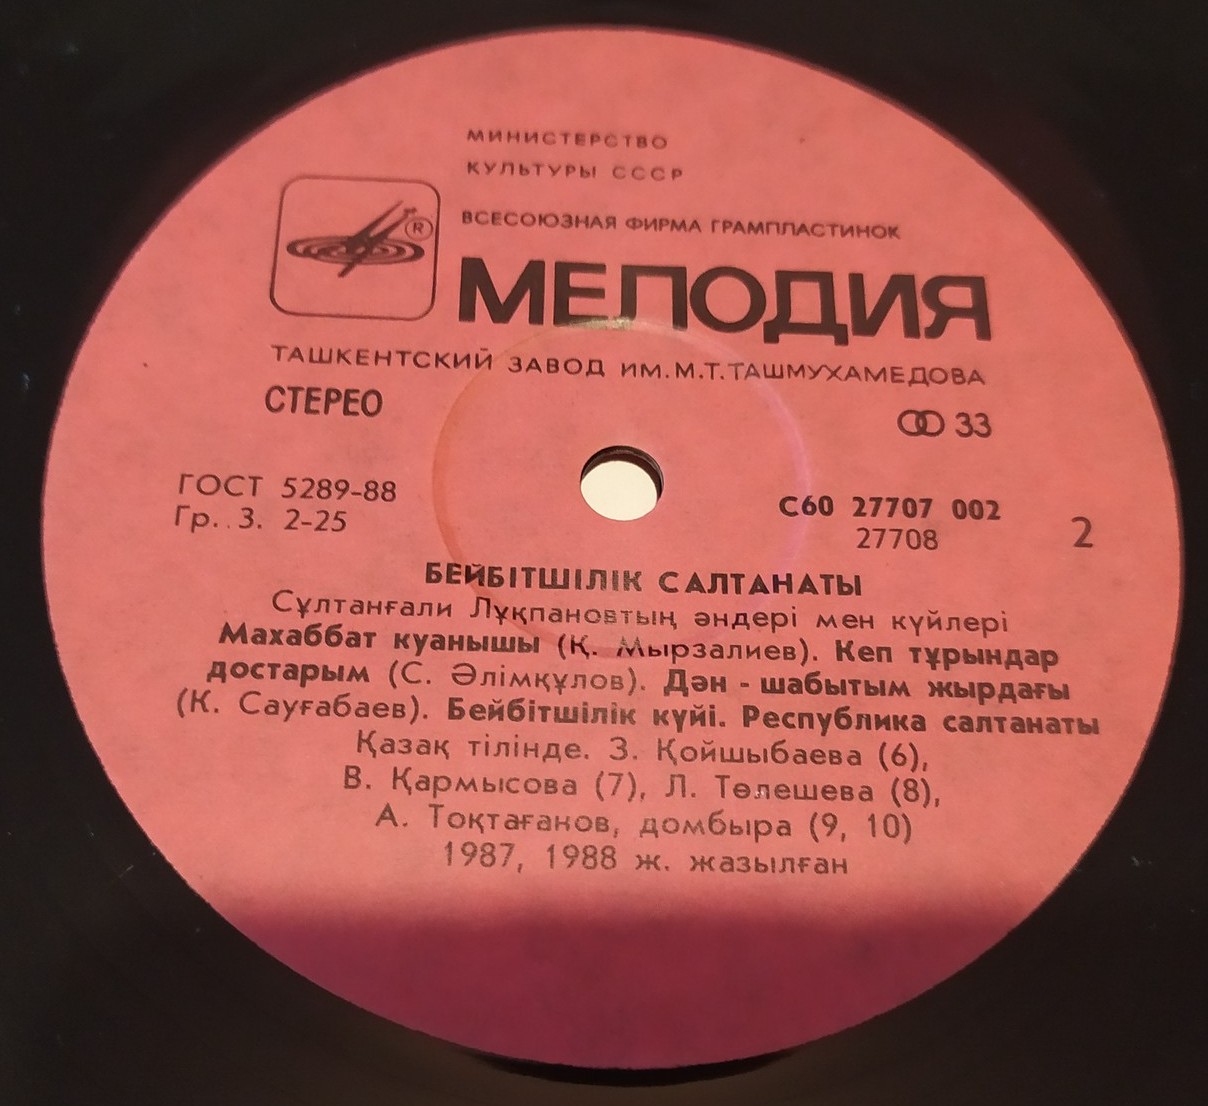 МИНИСТЕРСТВО
КУЛЬТУРЫ СССР
ВСЕСОЮЗНАЯ ФИРМА ГРАМПЛАСТИНОК
®
МЕЛОДИЯ
ТАШКЕНТСКИЙ ЗАВОД ИМ.М.Т.ТАШМУХАМЕДОВА
СТЕРЕО
33
ГОСТ 5289-88
Гр. 3. 2-25
С60 27707 002
27708
2
БЕЙБІТШІЛІК САЛТАНАТЫ
Сұлтанғали Лұқпановтың әндері мен күйлері
Махаббат куанышы (Қ. Мырзалиев). Кеп тұрындар
достарым (С. Әлімқұлов). Дән - шабытым жырдағы
(К. Сауғабаев). Бейбітшілік күйі. Республика салтанаты
Қазақ тілінде. З. Қойшыбаева (6),
В. Қармысова (7), Л. Төлешева (8),
А. Тоқтағанов, домбыра (9, 10)
1987, 1988 ж. жазылған